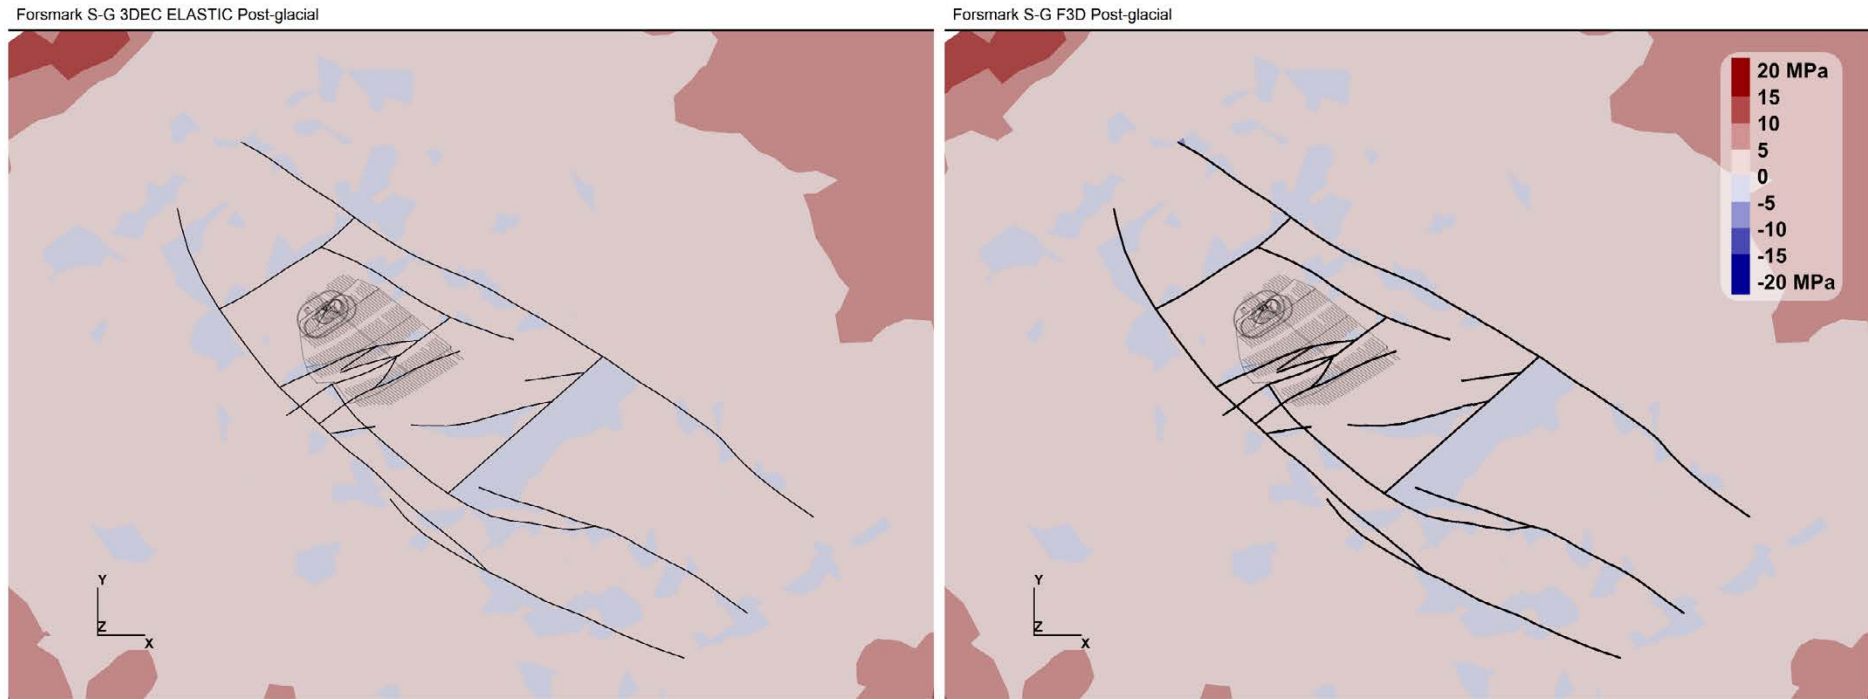 Forsmark S-G 3DEC ELASTIC Post-glacial
Forsmark S-G F3D Post-glacial
20 MPa
15
10
5
0
-5
-10
-15
-20 MPa
Y
Z
X
Y
Z
X